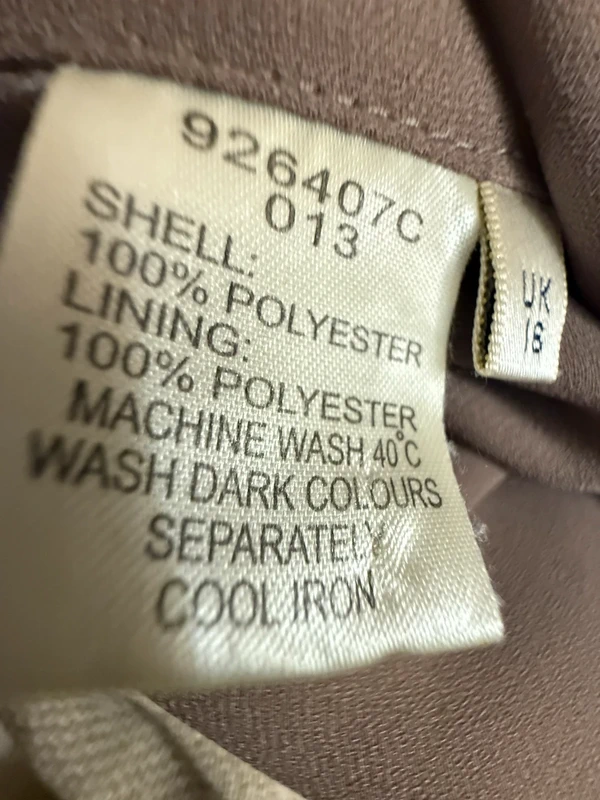 926407C
013
SHELL:
100% POLYESTER
LINING:
100% POLYESTER
MACHINE WASH 40°C
WASH DARK COLOURS
SEPARATELY
COOL IRON
UK
16